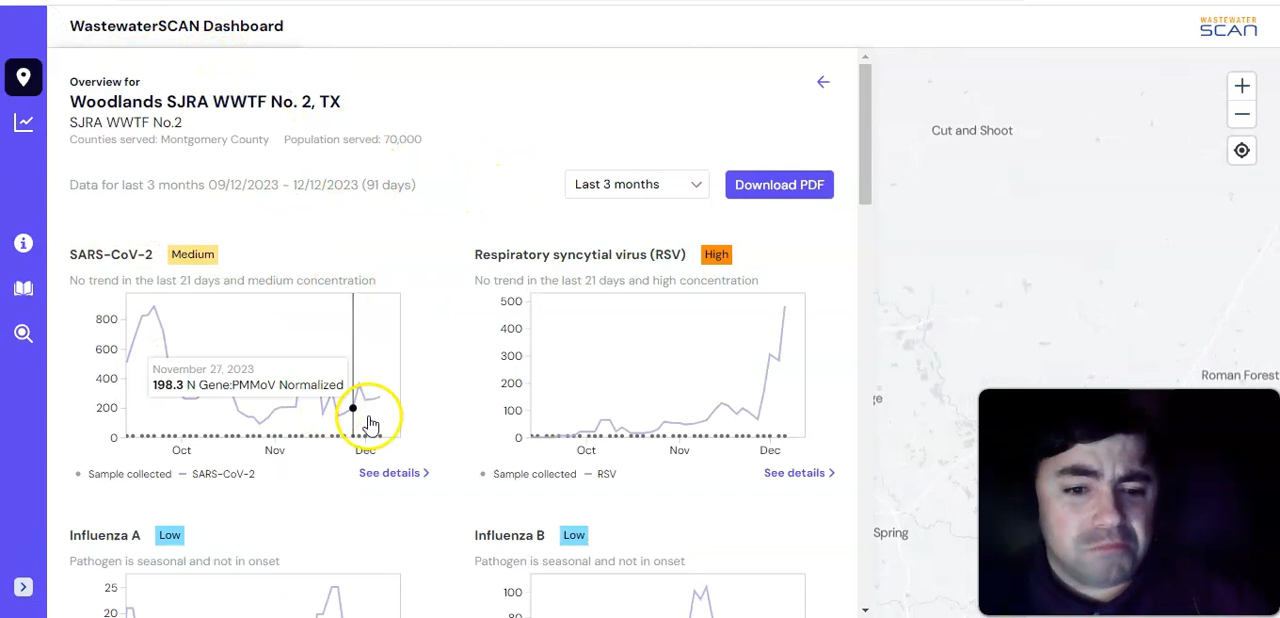 WastewaterSCAN Dashboard
WASTEWATER
SCAN
Overview for
Woodlands SJRA WWTF No. 2, TX
SJRA WWTF No.2
Counties served: Montgomery County Population served: 70,000
Data for last 3 months 09/12/2023 - 12/12/2023 (91 days)
Last 3 months
Download PDF
SARS-CoV-2 Medium
No trend in the last 21 days and medium concentration
800
600
400
200
0
November 27, 2023
198.3 N Gene:PMMoV Normalized
Oct Nov Dec
Sample collected SARS-CoV-2
See details
Respiratory syncytial virus (RSV) High
No trend in the last 21 days and high concentration
500
400
300
200
100
0
Oct Nov Dec
Sample collected RSV
See details
Influenza A Low
Pathogen is seasonal and not in onset
25
20
Influenza B Low
Pathogen is seasonal and not in onset
100
80
Cut and Shoot
Roman Forest
ge
Spring